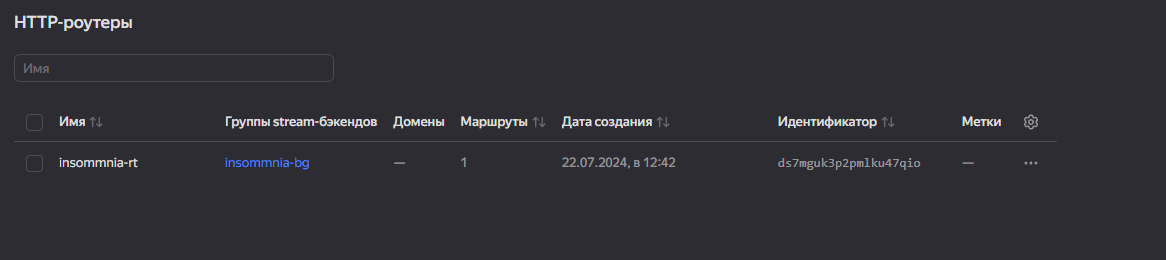 HTTP-роутеры
Имя
Имя Группы stream-бэкендов Домены Маршруты Дата создания Идентификатор Метки
insommnia-rt insommnia-bg — 1 22.07.2024, в 12:42 ds7mguk3p2pmlku47qio —